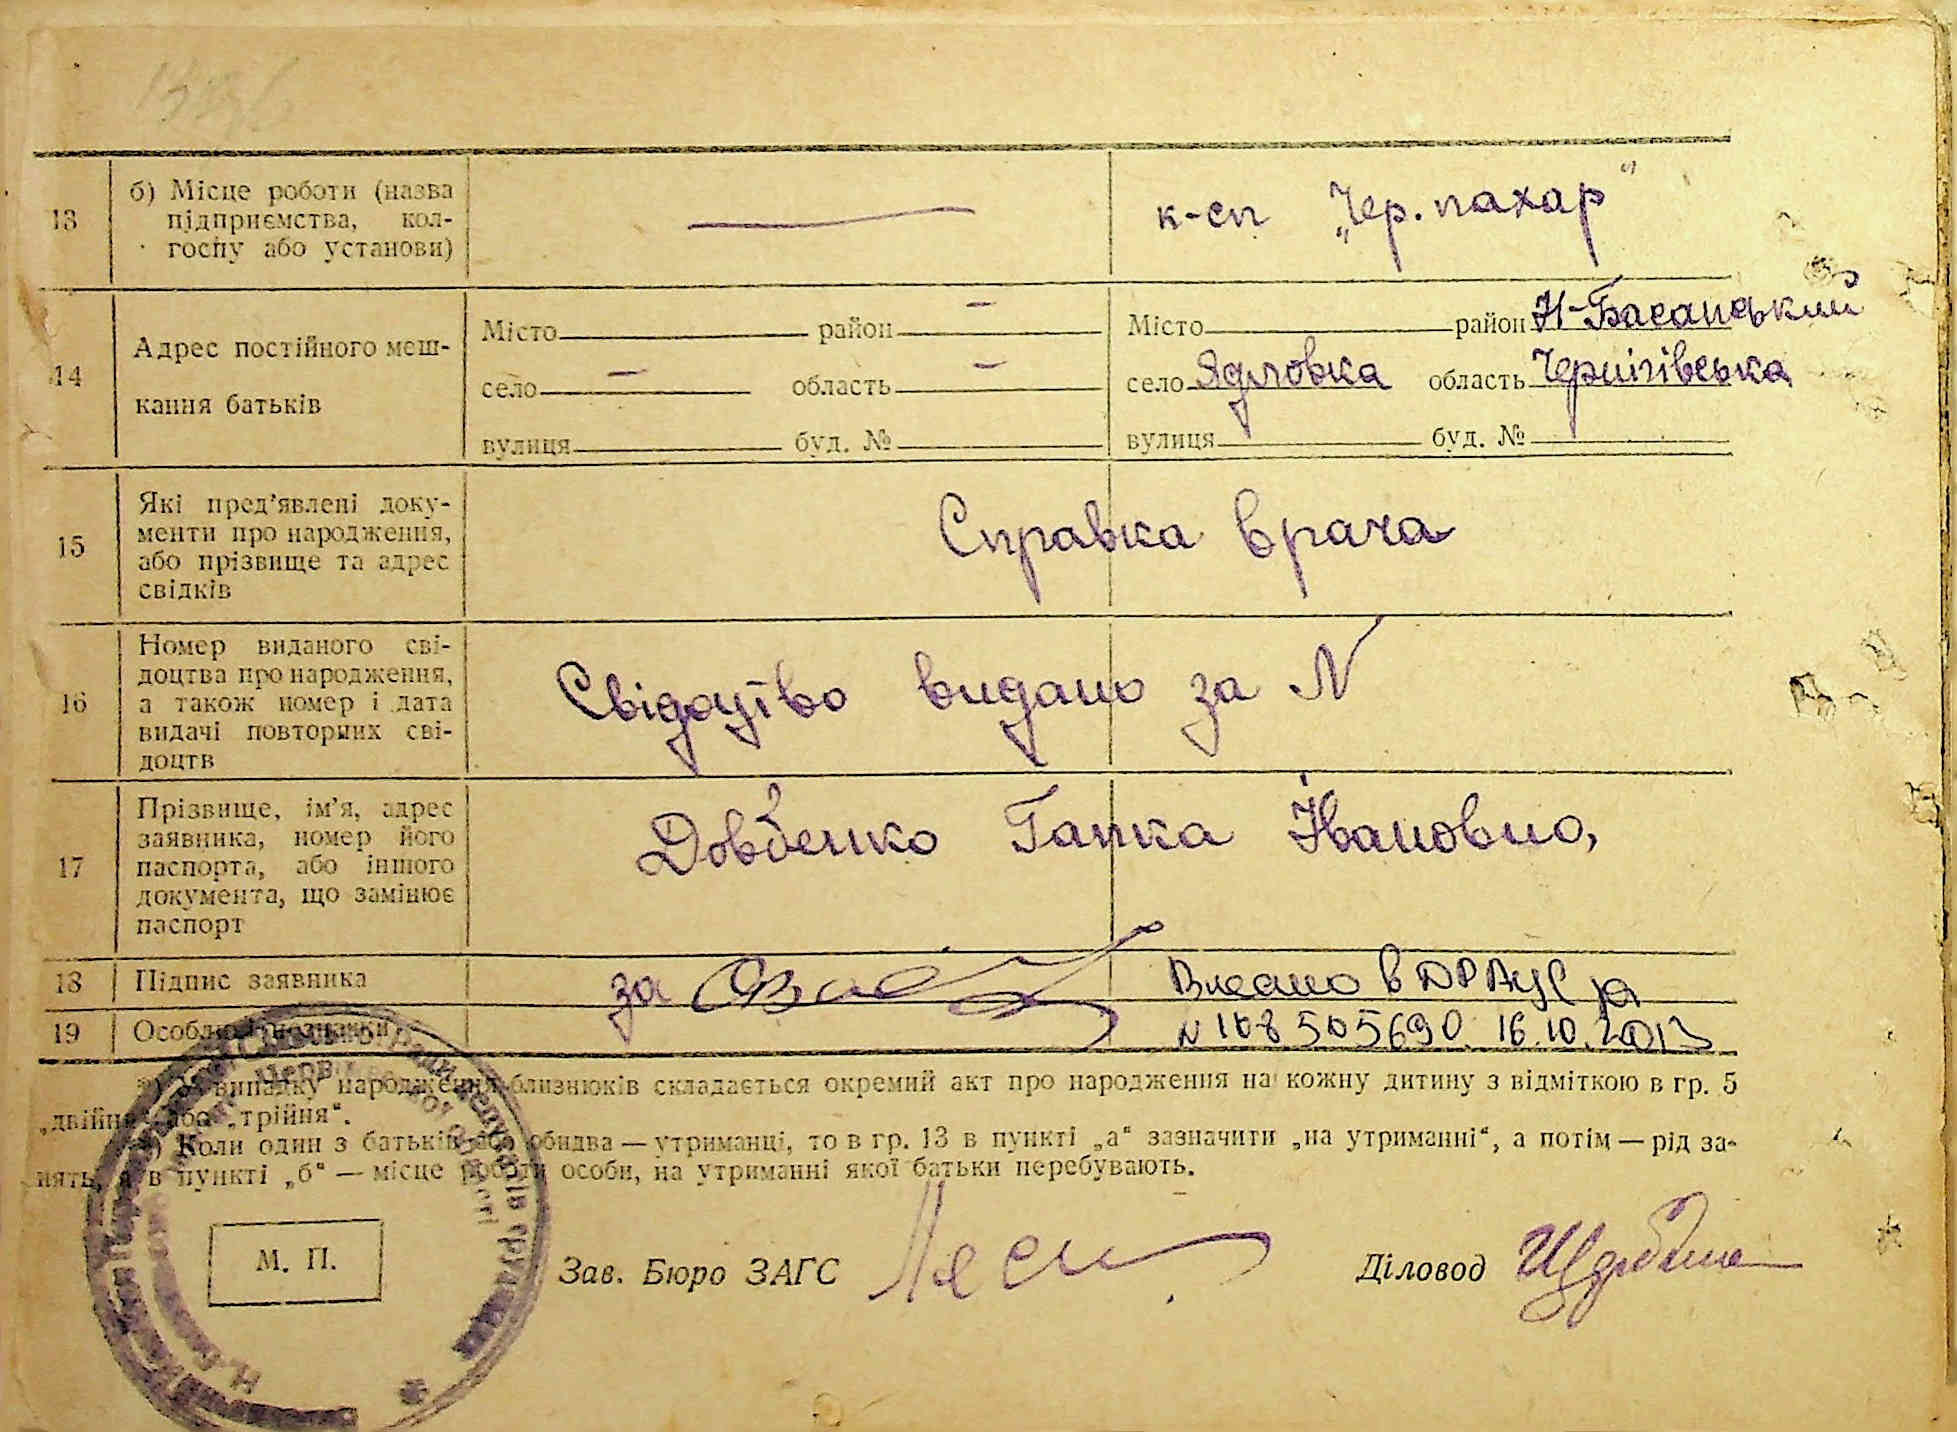 13
б) Місце роботи (назва
підприємства, кол-
госпу або установи)
к-сп „Чер. пахар"
14
Адрес постійного меш-
кання батьків
Місто район –
село – область –
вулиця буд. №
Місто район Н-Басанський
село Ядловка область Чернігівська
вулиця буд. №
15
Які пред'явлені доку-
менти про народження,
або прізвище та адрес
свідків
Справка врача
16
Номер виданого сві-
доцтва про народження,
а також номер і дата
видачі повторних сві-
доцтв
Свідоцтво видано за N
17
Прізвище, ім'я, адрес
заявника, номер його
паспорта, або іншого
документа, що замінює
паспорт
Довбенко Гапка Івановно,
18
Підпис заявника
за
Внесано в ДРАЦС
19
N 108505690 16.10.2013
*) У випадку народження близнюків складається окремий акт про народження на кожну дитину з відміткою в гр. 5
„двійня" або „трійня".
Коли один з батьків або обидва — утриманці, то в гр. 13 в пункті „а" зазначити „на утриманні", а потім — рід за-
нять, а в пункті „б" — місце роботи особи, на утриманні якої батьки перебувають.
М. П.
Зав. Бюро ЗАГС
Діловод